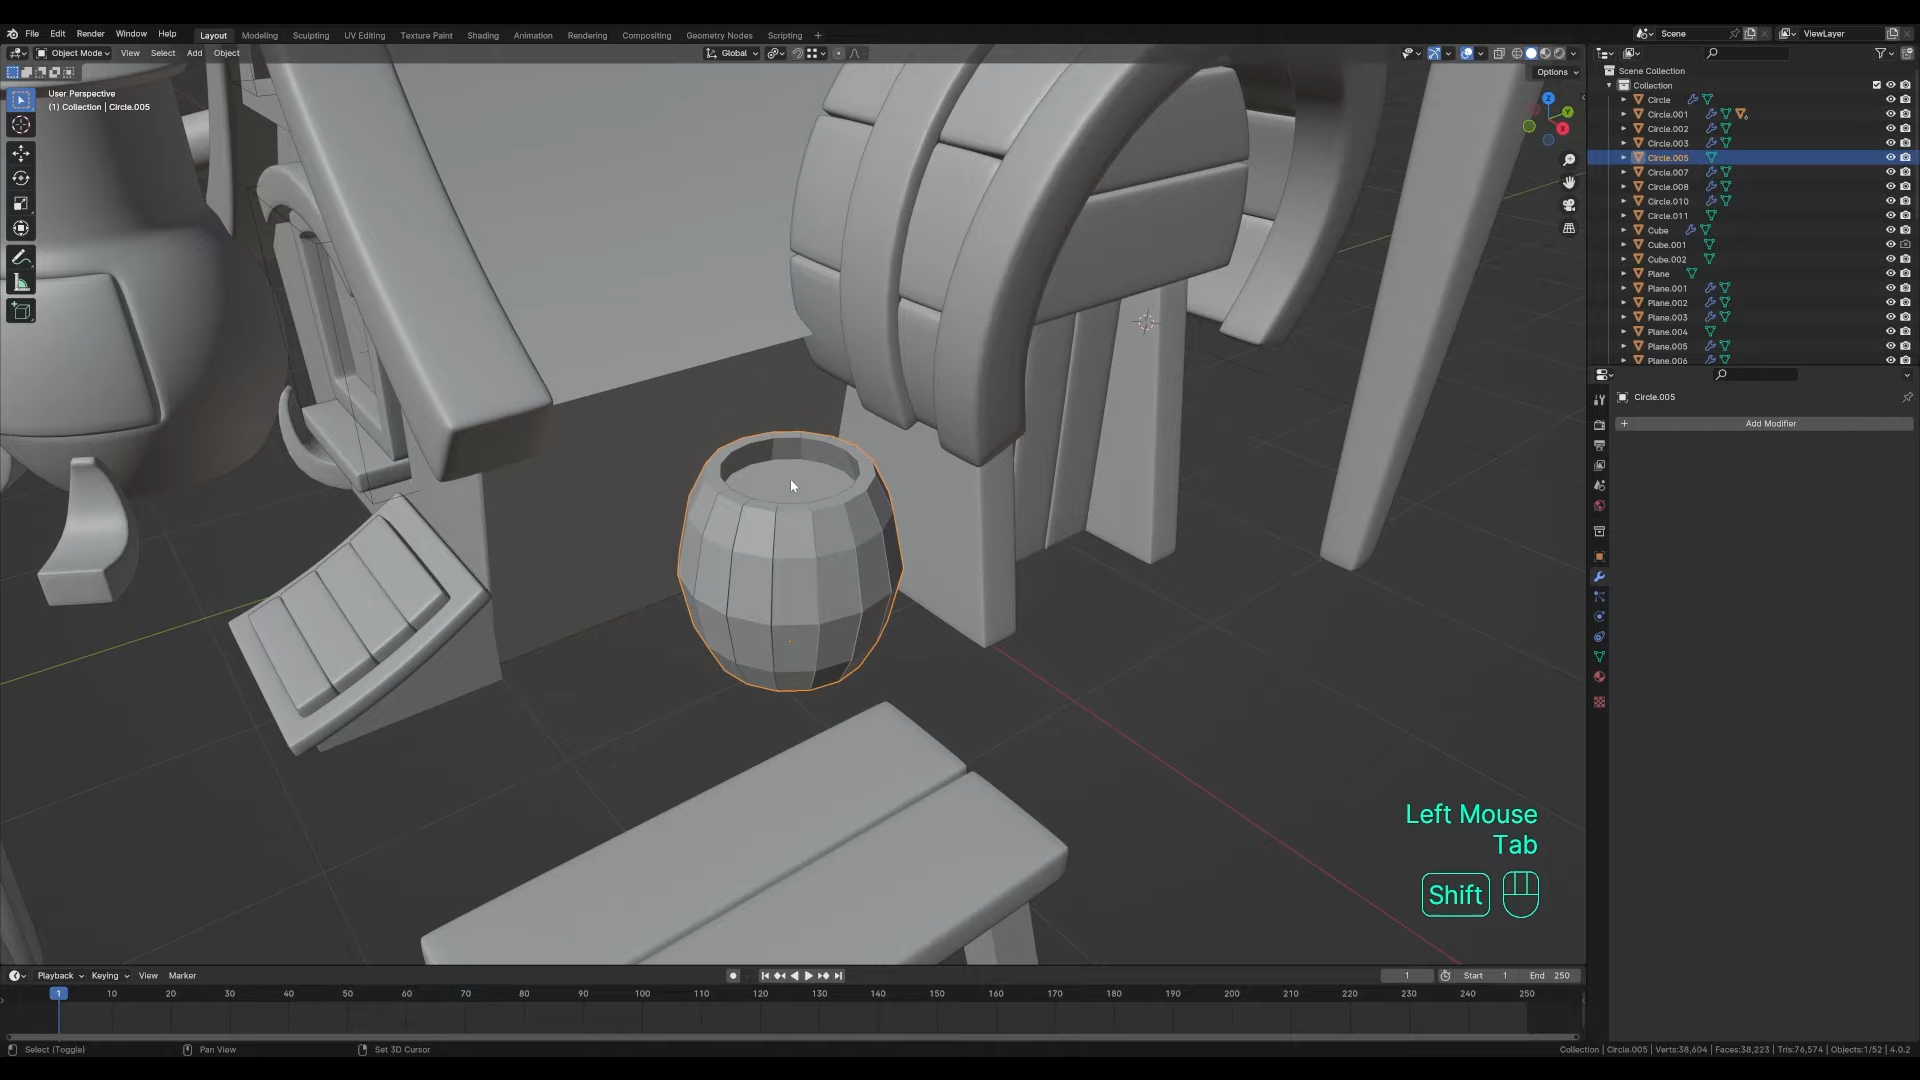 File Edit Render Window Help Layout Modeling Sculpting UV Editing Texture Paint Shading Animation Rendering Compositing Geometry Nodes Scripting + Scene ViewLayer
Object Mode View Select Add Object Global
Options
User Perspective
(1) Collection | Circle.005
Z
Y
X
Scene Collection
Collection
Circle
Circle.001
Circle.002
Circle.003
Circle.005
Circle.007
Circle.008
Circle.010
Circle.011
Cube
Cube.001
Cube.002
Plane
Plane.001
Plane.002
Plane.003
Plane.004
Plane.005
Plane.006
Circle.005
+ Add Modifier
Left Mouse
Tab
Shift
Playback Keying View Marker 1 Start 1 End 250
1 10 20 30 40 50 60 70 80 90 100 110 120 130 140 150 160 170 180 190 200 210 220 230 240 250
Select (Toggle) Pan View Set 3D Cursor Collection | Circle.005 | Verts:38,604 | Faces:38,223 | Tris:76,574 | Objects:1/52 | 4.0.2